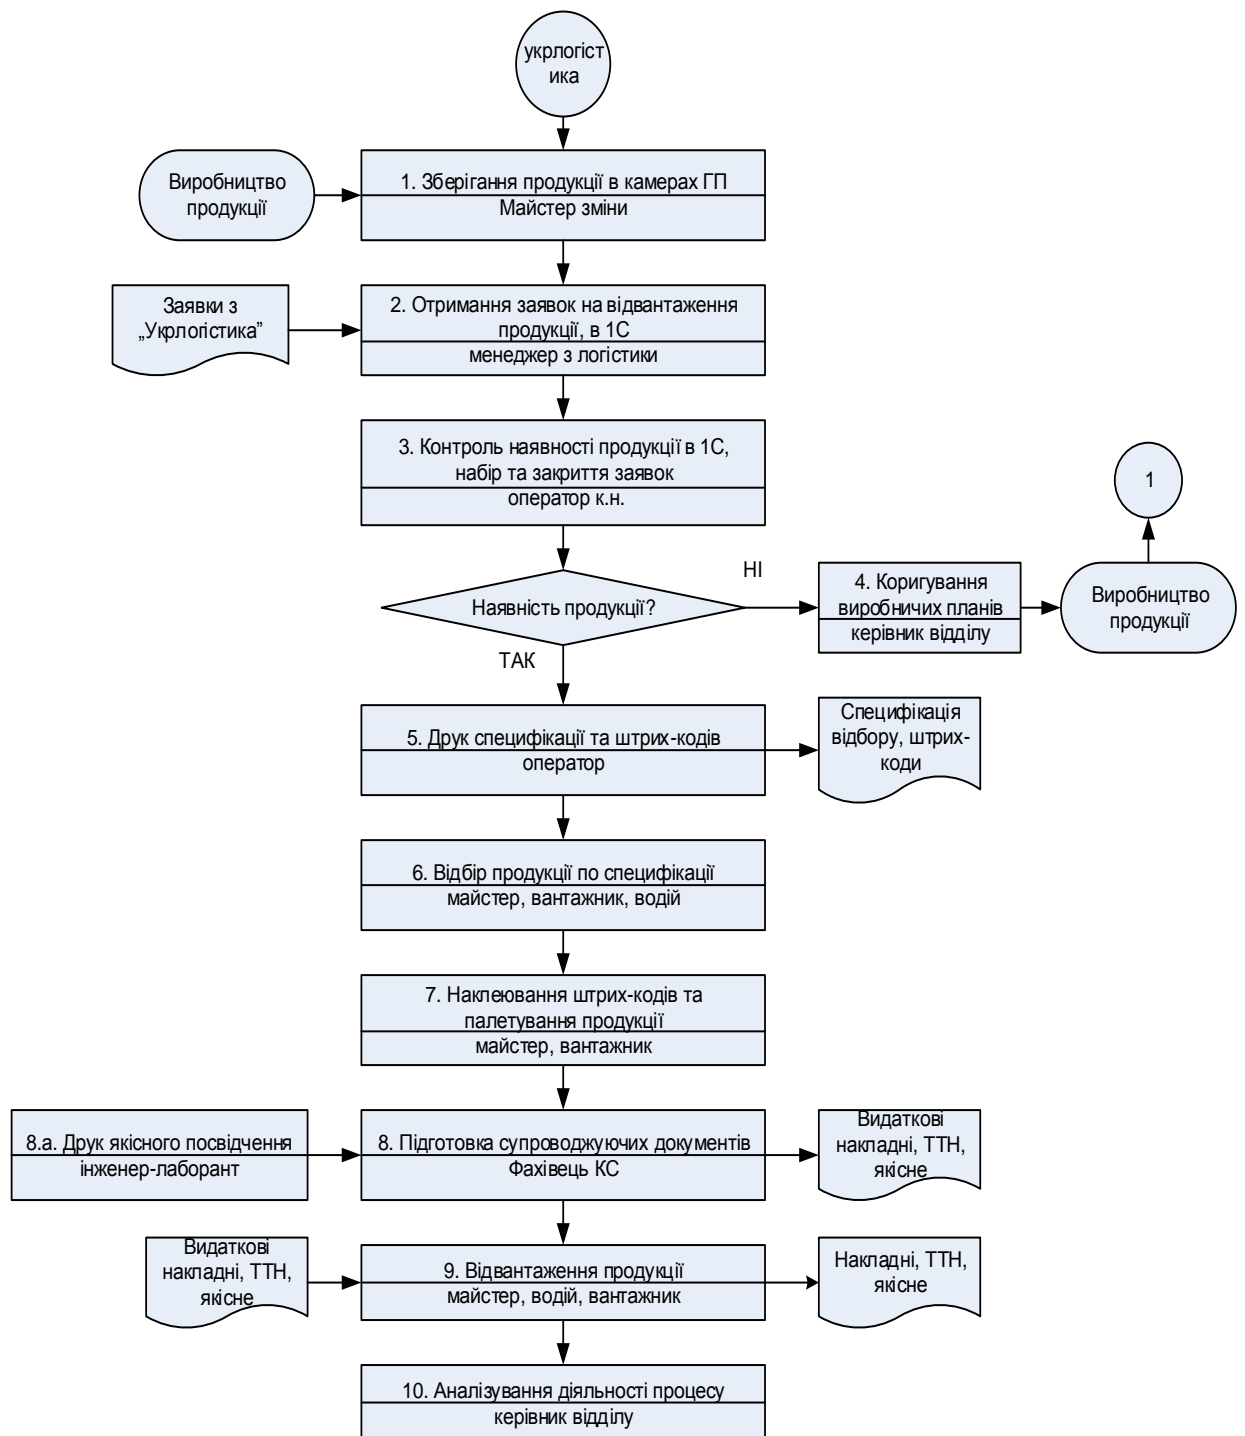 укрлогіст
ика
Виробництво
продукції
1. Зберігання продукції в камерах ГП
Майстер зміни
Заявки з
„Укрлогістика”
2. Отримання заявок на відвантаження
продукції, в 1С
менеджер з логістики
3. Контроль наявності продукції в 1С,
набір та закриття заявок
оператор к.н.
1
Наявність продукції?
НІ
4. Коригування
виробничих планів
керівник відділу
Виробництво
продукції
ТАК
5. Друк специфікації та штрих-кодів
оператор
Специфікація
відбору, штрих-
коди
6. Відбір продукції по специфікації
майстер, вантажник, водій
7. Наклеювання штрих-кодів та
палетування продукції
майстер, вантажник
8.а. Друк якісного посвідчення
інженер-лаборант
8. Підготовка супроводжуючих документів
Фахівець КС
Видаткові
накладні, ТТН,
якісне
Видаткові
накладні, ТТН,
якісне
9. Відвантаження продукції
майстер, водій, вантажник
Накладні, ТТН,
якісне
10. Аналізування діяльності процесу
керівник відділу